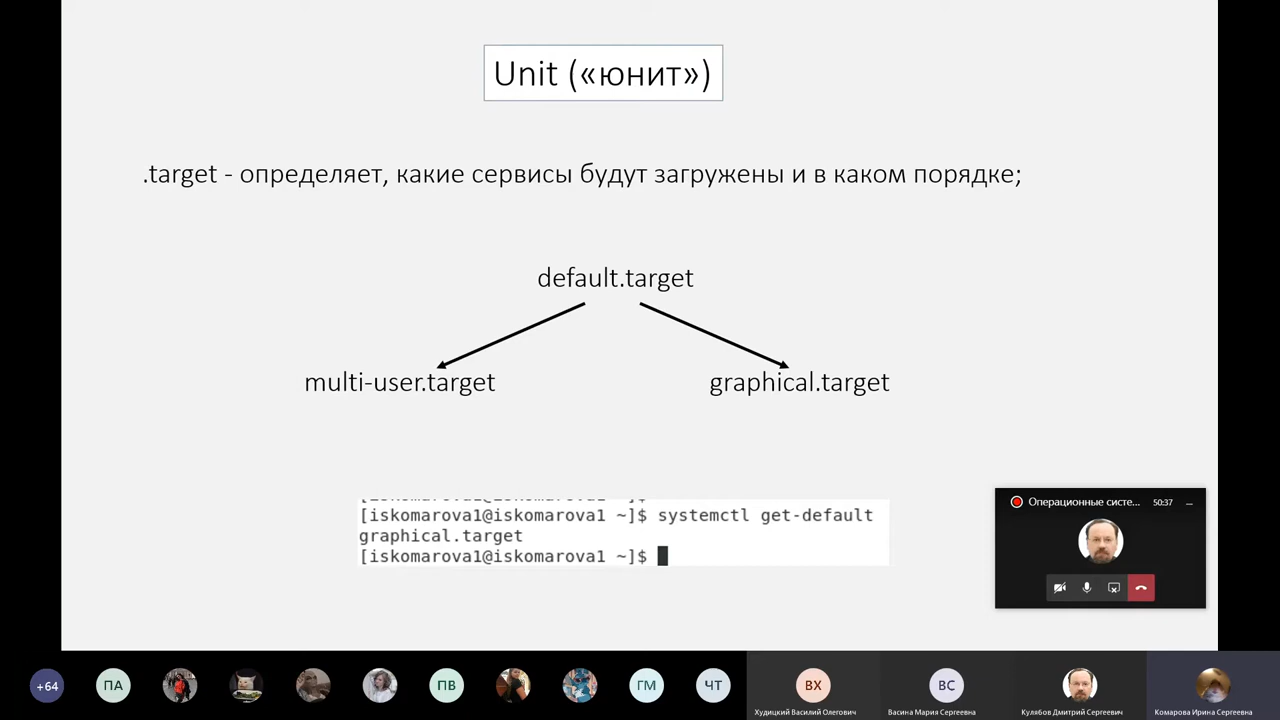 Unit («юнит»)
.target - определяет, какие сервисы будут загружены и в каком порядке;
default.target
multi-user.target
graphical.target
[iskomarova1@iskomarova1 ~]$
[iskomarova1@iskomarova1 ~]$ systemctl get-default
graphical.target
[iskomarova1@iskomarova1 ~]$
Операционные систе...
50:37
+64
ПА
ПВ
ГМ
ЧТ
ВХ
Худицкий Василий Олегович
ВС
Васина Мария Сергеевна
Кулябов Дмитрий Сергеевич
Комарова Ирина Сергеевна